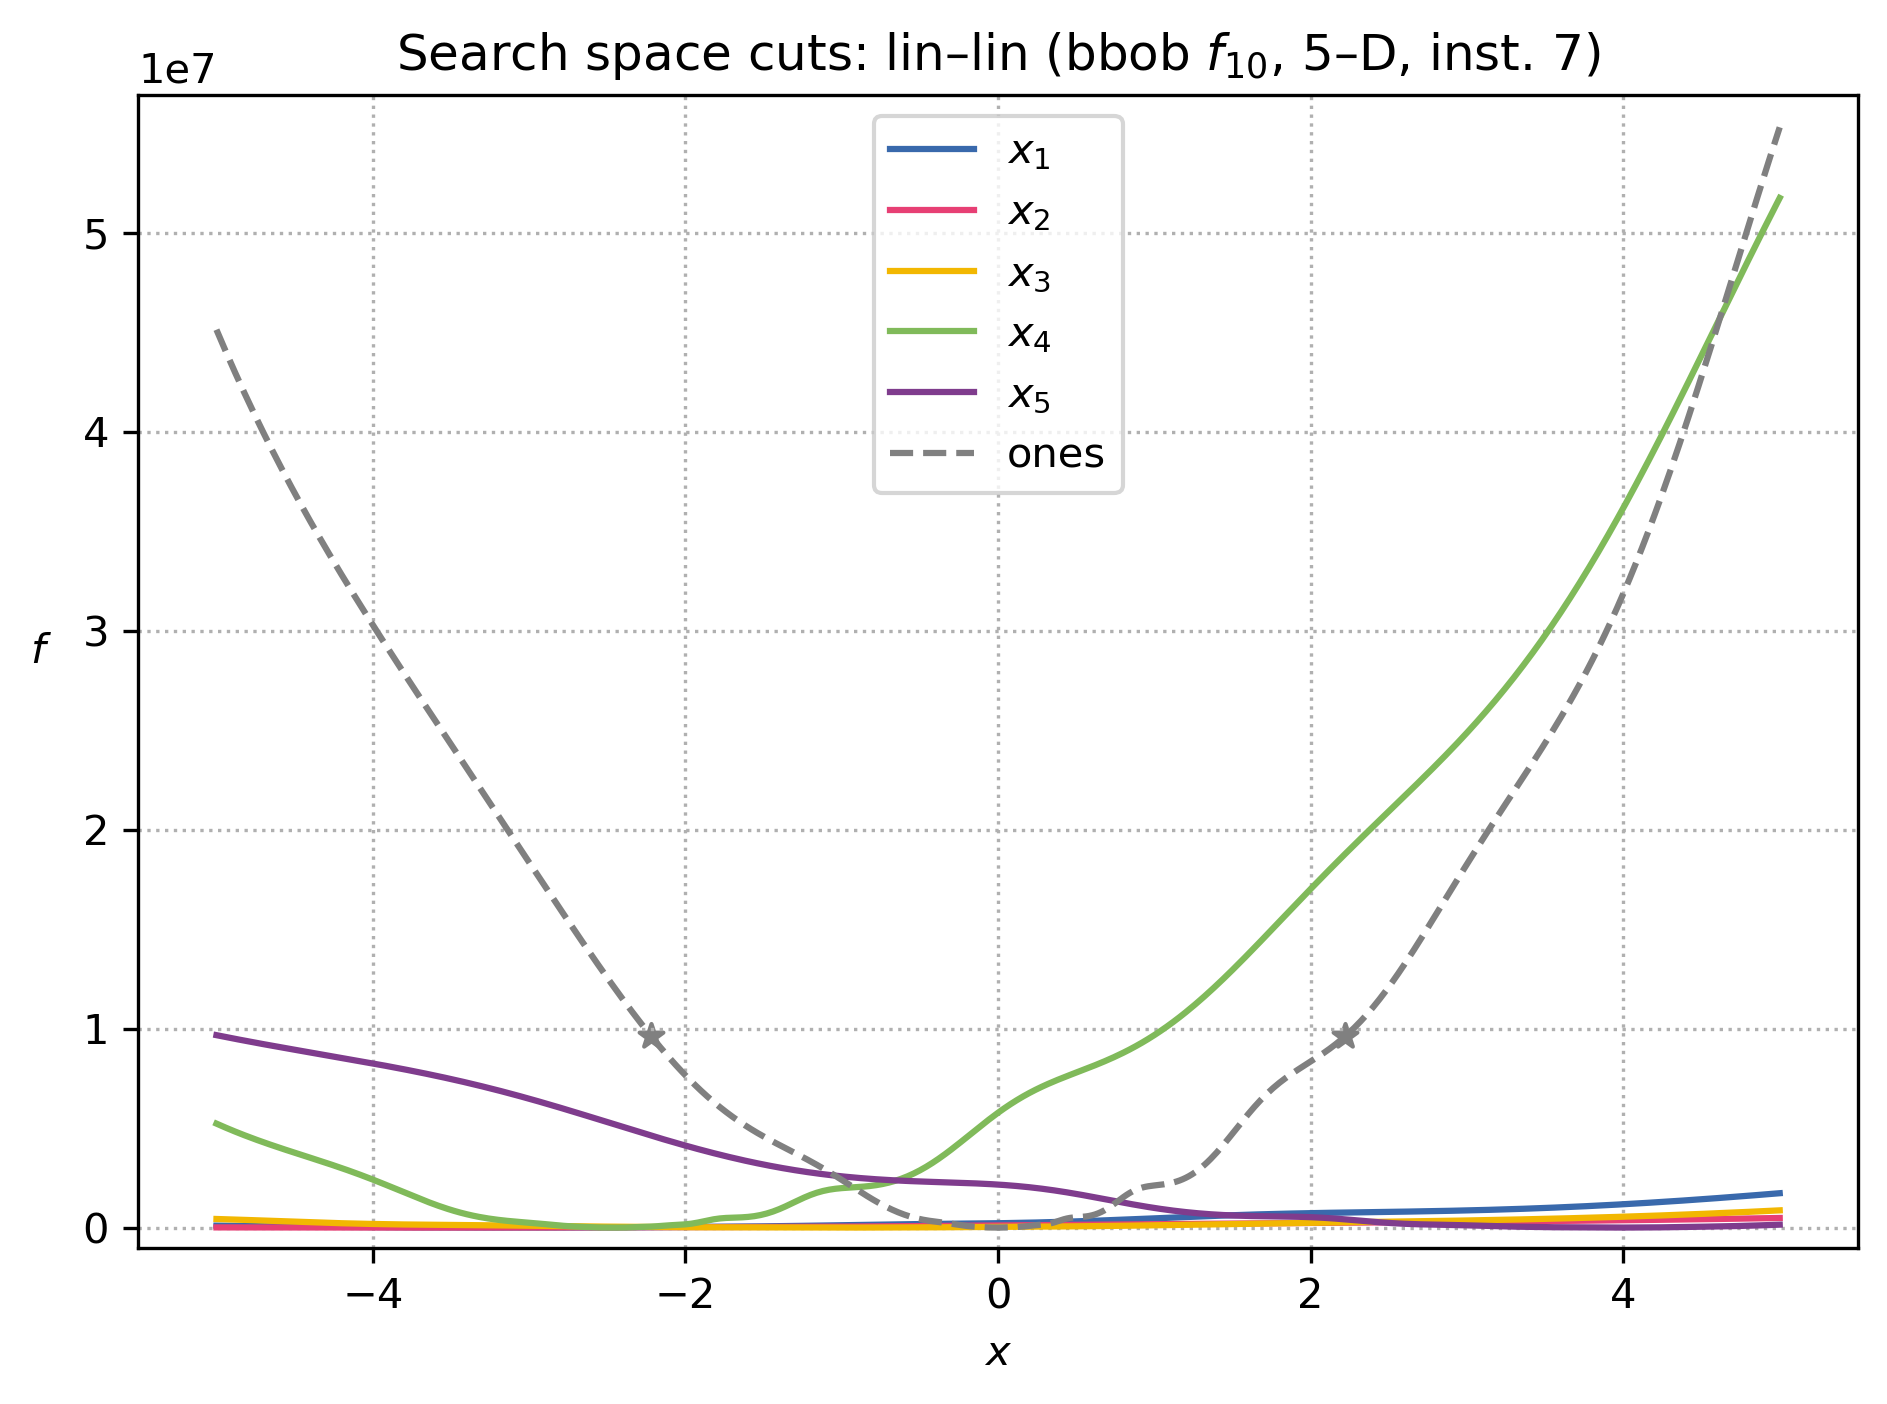 Search space cuts: lin–lin (bbob f₁₀, 5–D, inst. 7)
1e7
x₁
x₂
x₃
x₄
x₅
ones
5
4
3
2
1
0
f
−4 −2 0 2 4
x